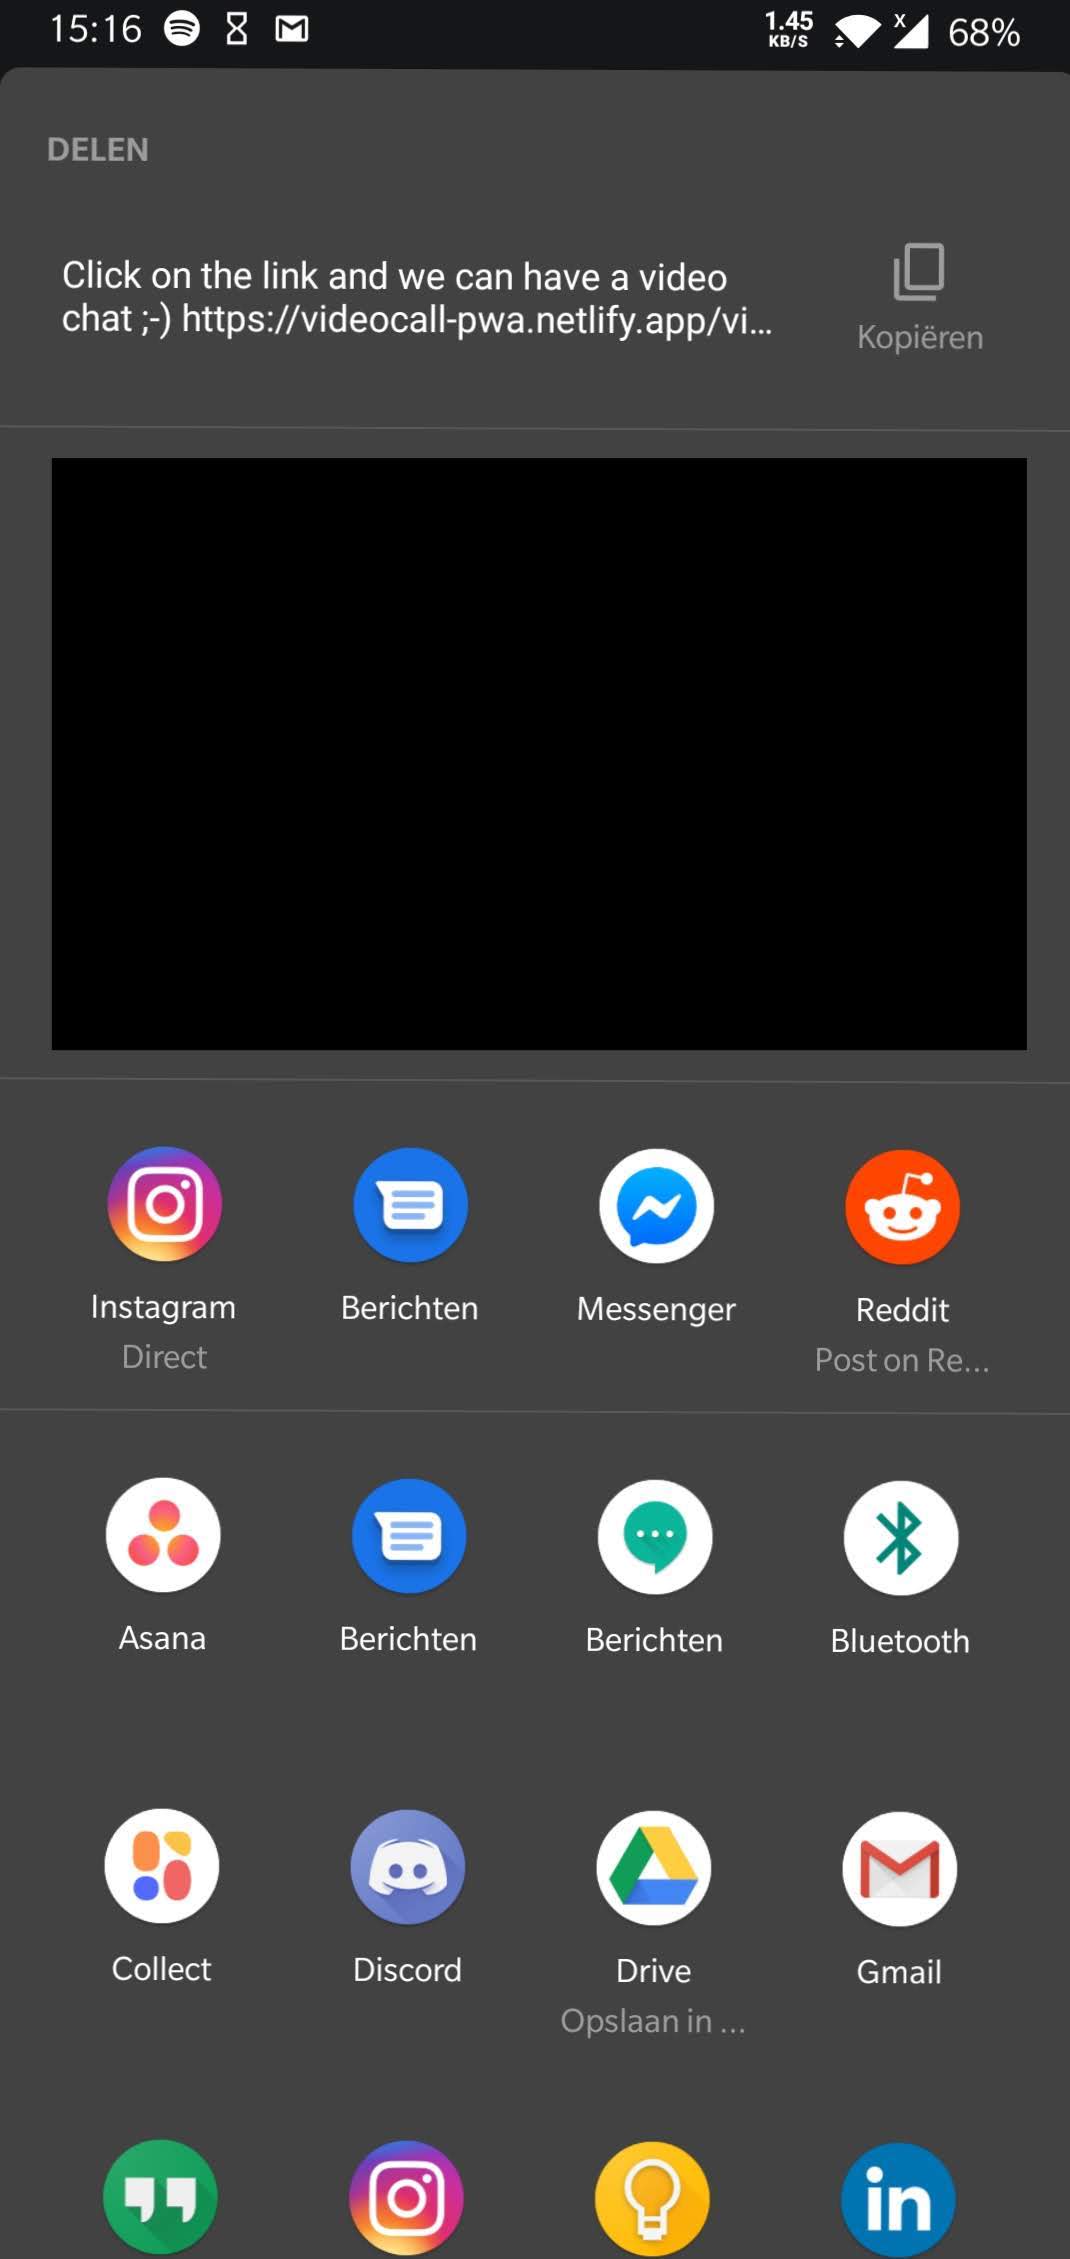 15:16 1.45 KB/S X 68%
DELEN
Click on the link and we can have a video
chat ;-) https://videocall-pwa.netlify.app/vi...
Kopiëren
Instagram Berichten Messenger Reddit
Direct Post on Re...
Asana Berichten Berichten Bluetooth
Collect Discord Drive Gmail
Opslaan in ...
in